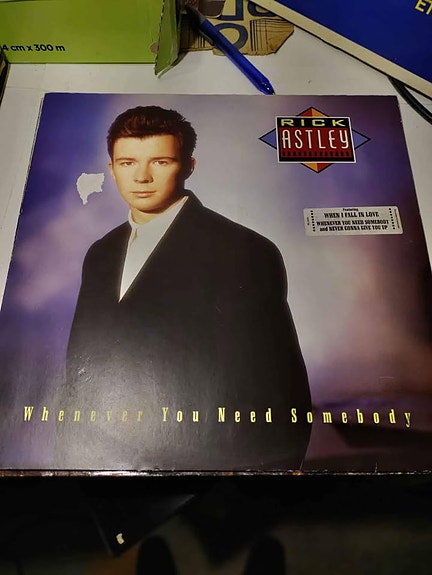 4 cm x 300 m
ET
RICK
ASTLEY
Featuring
WHEN I FALL IN LOVE
WHENEVER YOU NEED SOMEBODY
and NEVER GONNA GIVE YOU UP
Whenever You Need Somebody